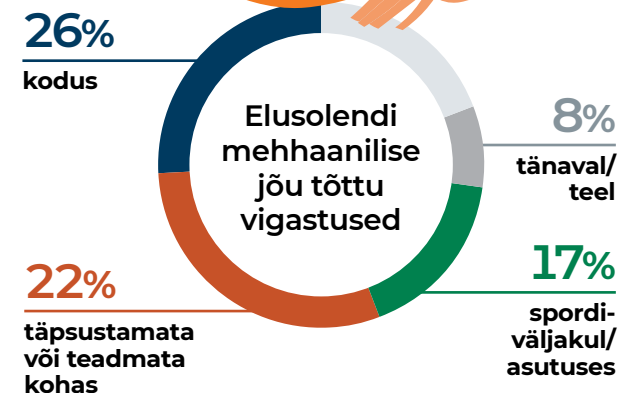 26%
kodus
Elusolendi
mehhaanilise
jõu tõttu
vigastused
8%
tänaval/
teel
22%
täpsustamata
või teadmata
kohas
17%
spordi-
väljakul/
asutuses